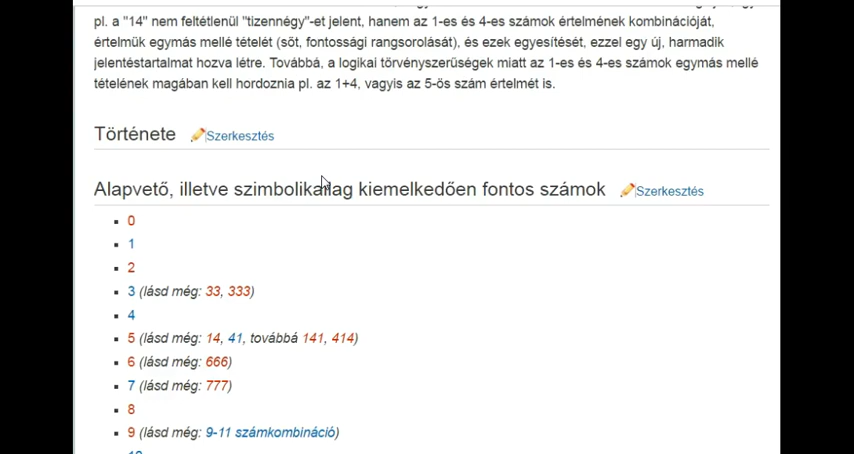 pl. a "14" nem feltétlenül "tizennégy"-et jelent, hanem az 1-es és 4-es számok értelmének kombinációját,
értelmük egymás mellé tételét (sőt, fontossági rangsorolását), és ezek egyesítését, ezzel egy új, harmadik
jelentéstartalmat hozva létre. Továbbá, a logikai törvényszerűségek miatt az 1-es és 4-es számok egymás mellé
tételének magában kell hordoznia pl. az 1+4, vagyis az 5-ös szám értelmét is.
Története Szerkesztés
Alapvető, illetve szimbolikailag kiemelkedően fontos számok Szerkesztés
0
1
2
3 (lásd még: 33, 333)
4
5 (lásd még: 14, 41, továbbá 141, 414)
6 (lásd még: 666)
7 (lásd még: 777)
8
9 (lásd még: 9-11 számkombináció)